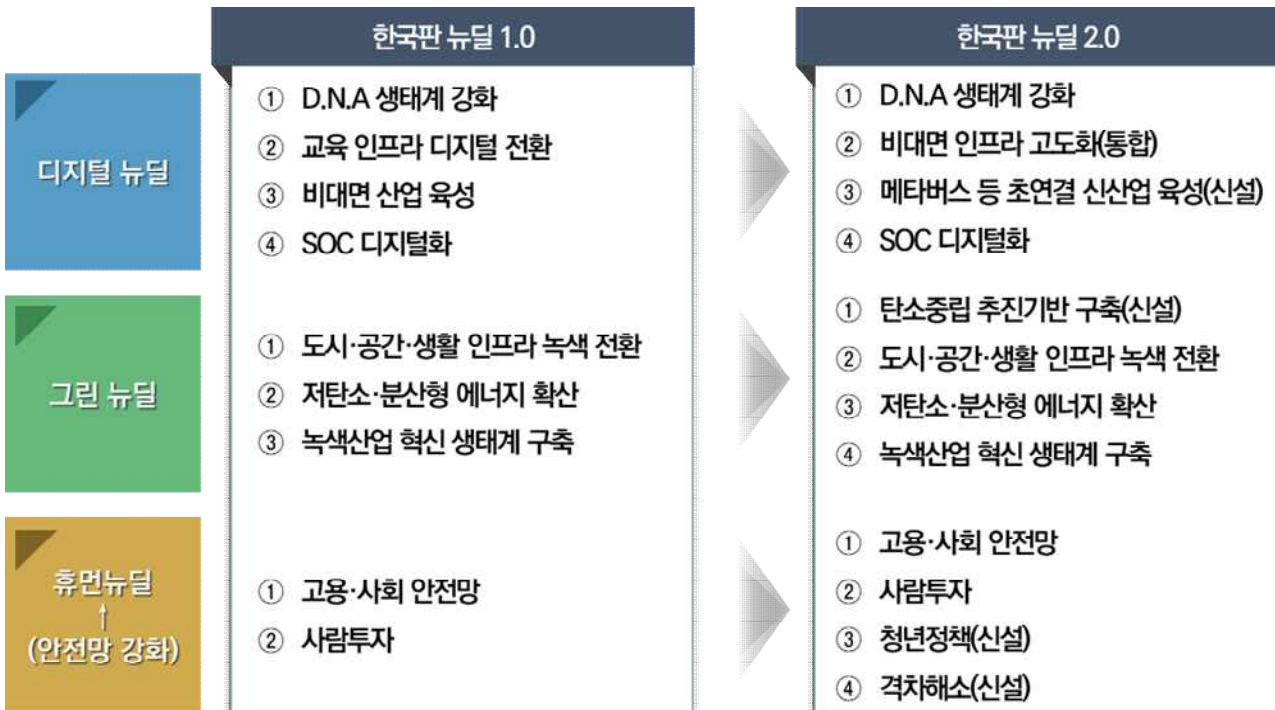 한국판 뉴딜 1.0
한국판 뉴딜 2.0
디지털 뉴딜
① D.N.A 생태계 강화
② 교육 인프라 디지털 전환
③ 비대면 산업 육성
④ SOC 디지털화
① D.N.A 생태계 강화
② 비대면 인프라 고도화(통합)
③ 메타버스 등 초연결 신산업 육성(신설)
④ SOC 디지털화
그린 뉴딜
① 도시·공간·생활 인프라 녹색 전환
② 저탄소·분산형 에너지 확산
③ 녹색산업 혁신 생태계 구축
① 탄소중립 추진기반 구축(신설)
② 도시·공간·생활 인프라 녹색 전환
③ 저탄소·분산형 에너지 확산
④ 녹색산업 혁신 생태계 구축
휴먼뉴딜
↑
(안전망 강화)
① 고용·사회 안전망
② 사람투자
① 고용·사회 안전망
② 사람투자
③ 청년정책(신설)
④ 격차해소(신설)